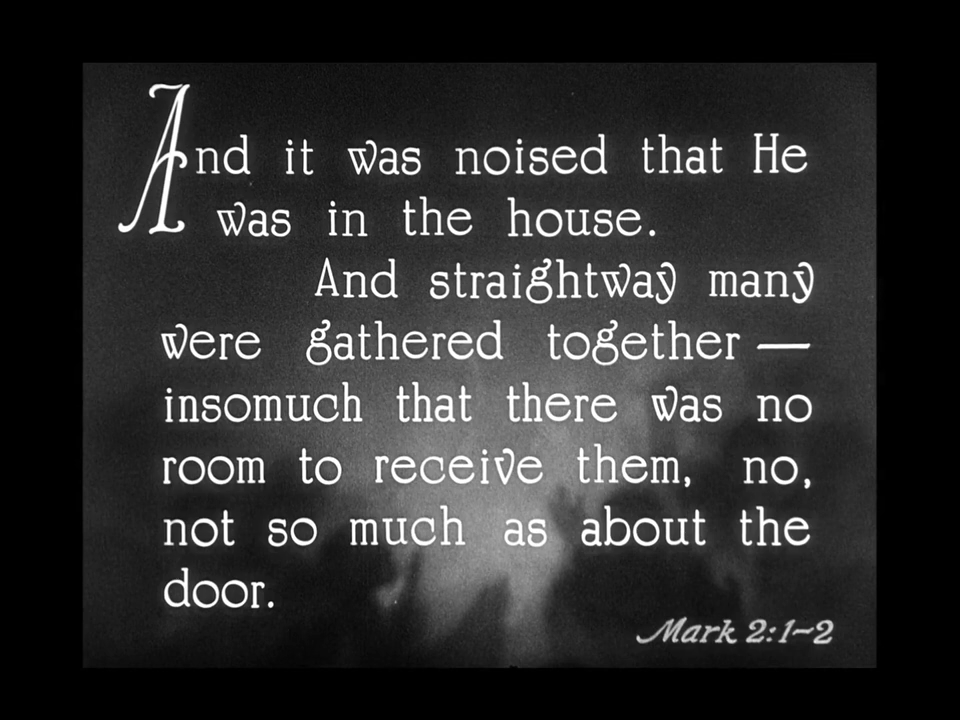 And it was noised that He
was in the house.
And straightway many
were gathered together —
insomuch that there was no
room to receive them, no,
not so much as about the
door.
Mark 2:1~2